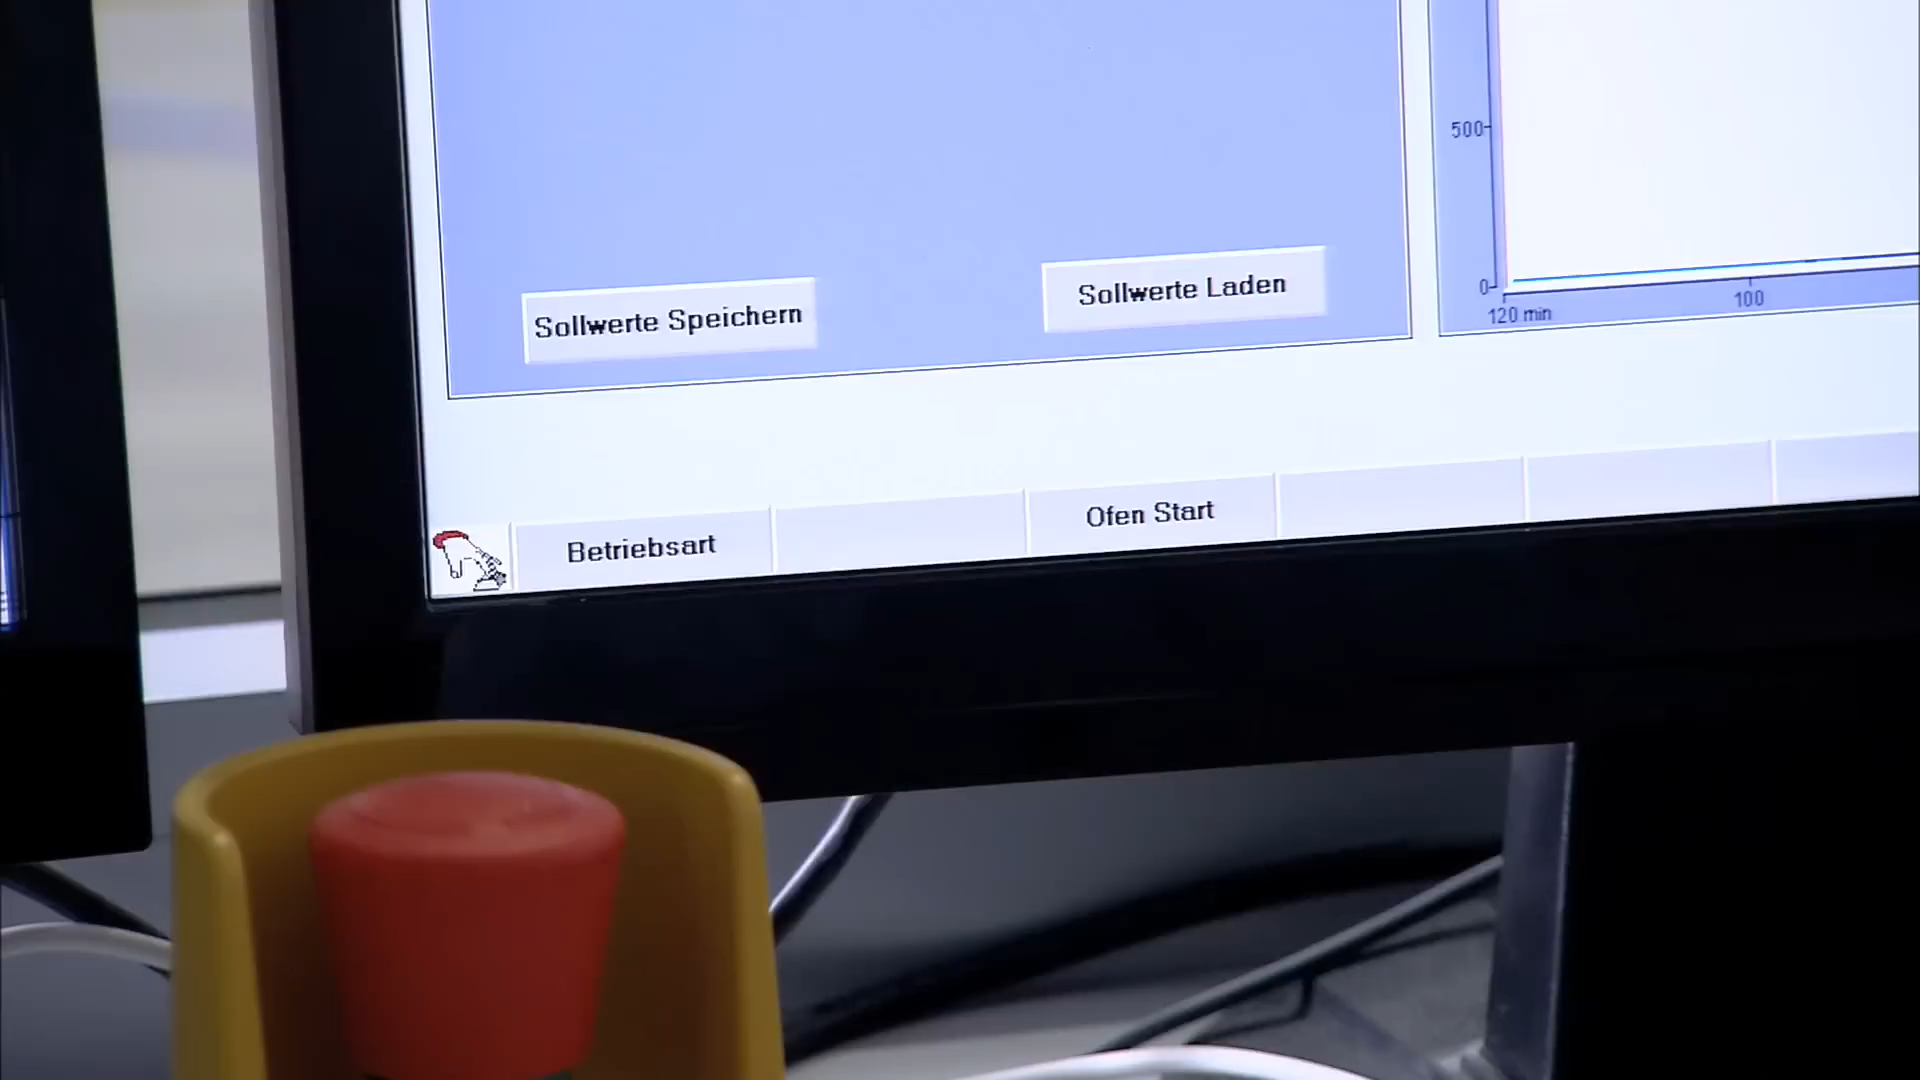 500
0
120 min
100
Sollwerte Speichern
Sollwerte Laden
Betriebsart
Ofen Start